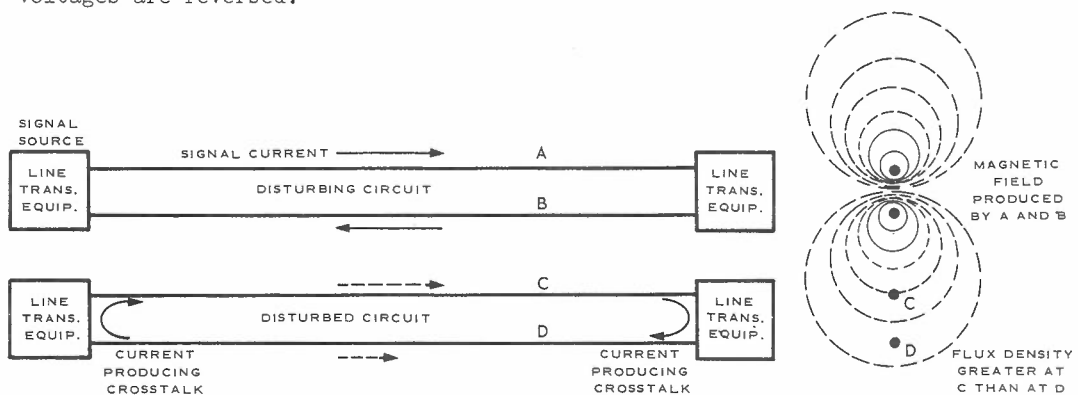 voltages are reversed.
SIGNAL
SOURCE
LINE
TRANS.
EQUIP.
SIGNAL CURRENT
A
DISTURBING CIRCUIT
B
LINE
TRANS.
EQUIP.
MAGNETIC
FIELD
PRODUCED
BY A AND B
LINE
TRANS.
EQUIP.
C
DISTURBED CIRCUIT
D
LINE
TRANS.
EQUIP.
CURRENT
PRODUCING
CROSSTALK
CURRENT
PRODUCING
CROSSTALK
C
D
FLUX DENSITY
GREATER AT
C THAN AT D